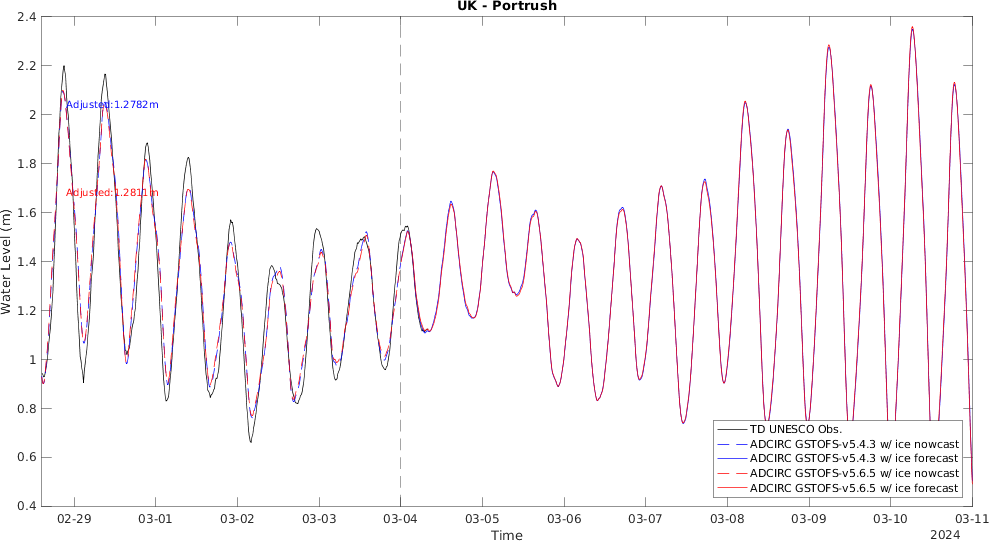 UK - Portrush
2.4
2.2
2
1.8
1.6
1.4
1.2
1
0.8
0.6
0.4
Water Level (m)
Adjusted:1.2782m
Adjusted:1.2811m
TD UNESCO Obs.
ADCIRC GSTOFS-v5.4.3 w/ ice nowcast
ADCIRC GSTOFS-v5.4.3 w/ ice forecast
ADCIRC GSTOFS-v5.6.5 w/ ice nowcast
ADCIRC GSTOFS-v5.6.5 w/ ice forecast
02-29 03-01 03-02 03-03 03-04 03-05 03-06 03-07 03-08 03-09 03-10 03-11
Time
2024